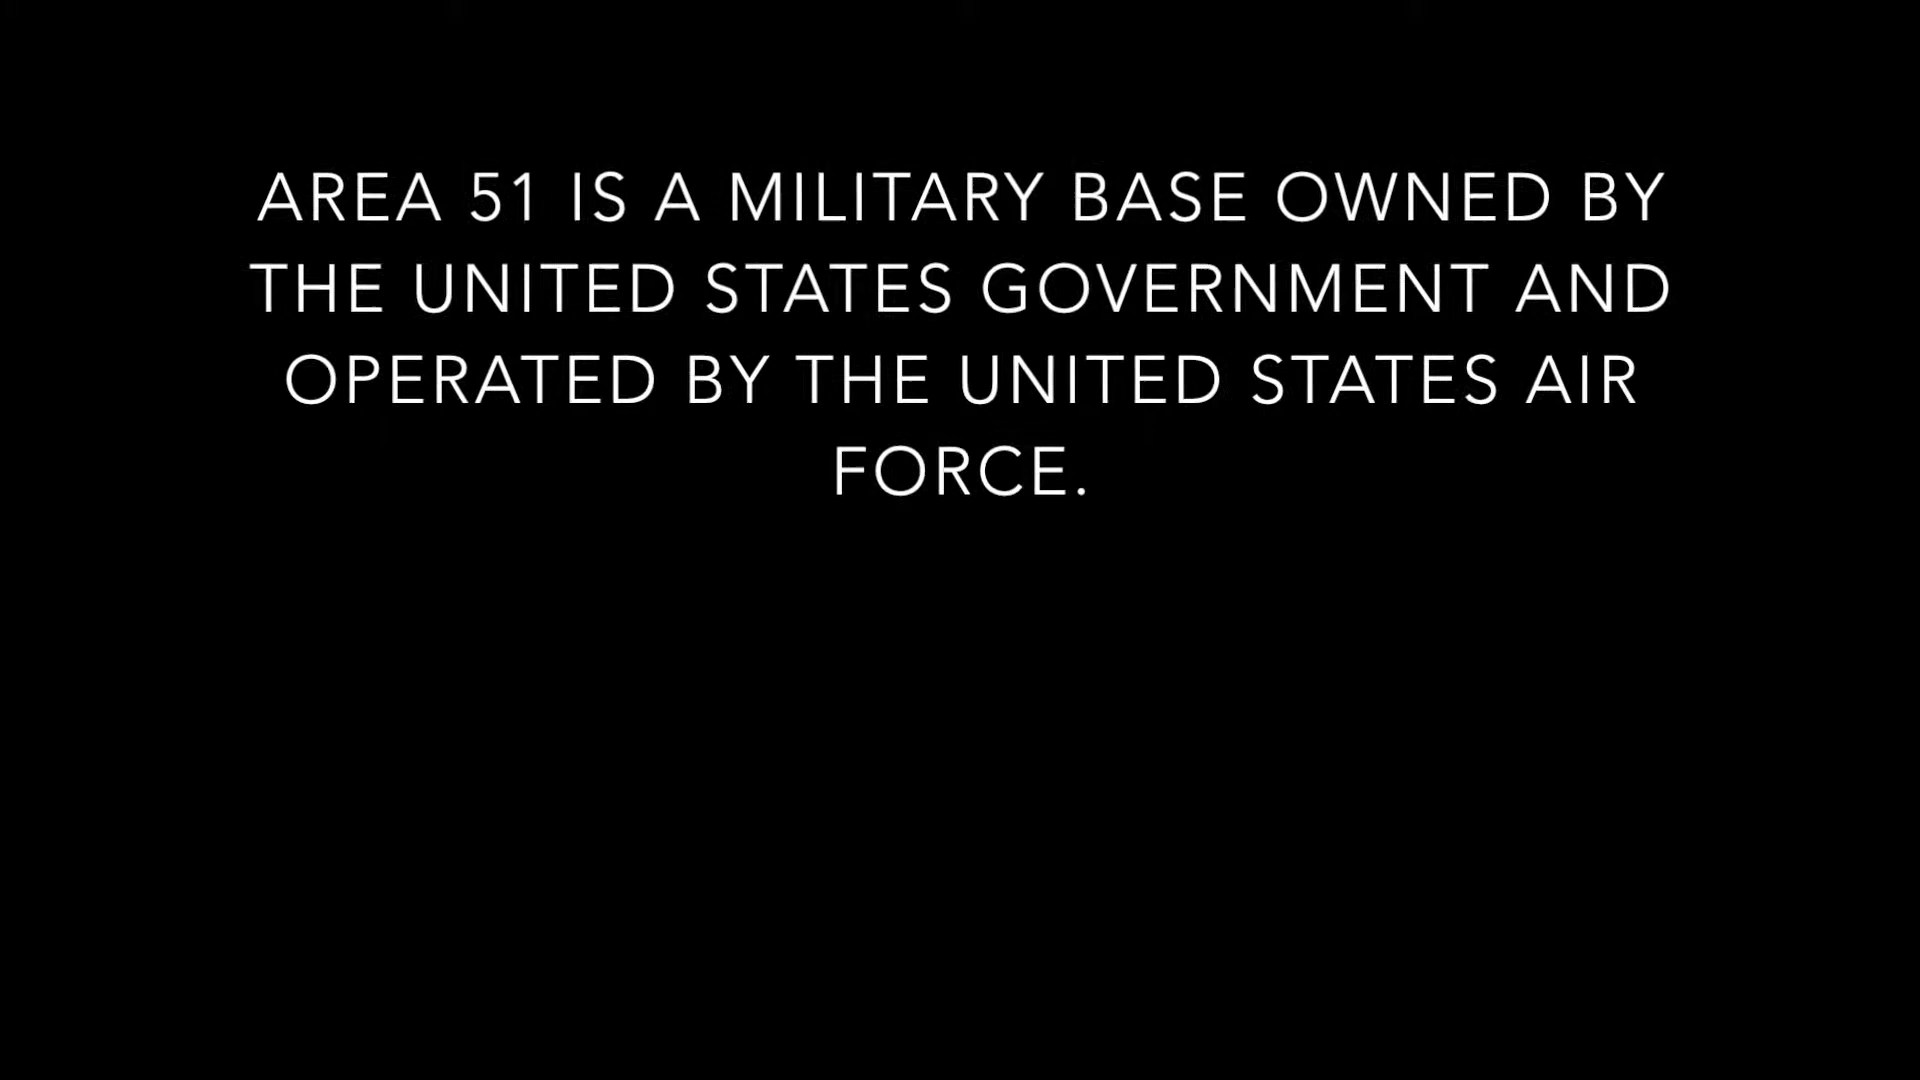 AREA 51 IS A MILITARY BASE OWNED BY
THE UNITED STATES GOVERNMENT AND
OPERATED BY THE UNITED STATES AIR
FORCE.